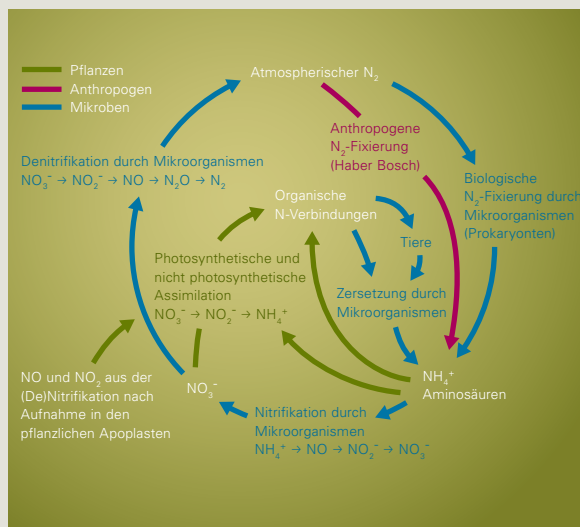 Pflanzen
Anthropogen
Mikroben
Atmosphärischer N₂
Anthropogene
N₂-Fixierung
(Haber Bosch)
Denitrifikation durch Mikroorganismen
NO₃⁻ → NO₂⁻ → NO → N₂O → N₂
Biologische
N₂-Fixierung durch
Mikroorganismen
(Prokaryonten)
Organische
N-Verbindungen
Tiere
Photosynthetische und
nicht photosynthetische
Assimilation
NO₃⁻ → NO₂⁻ → NH₄⁺
Zersetzung durch
Mikroorganismen
NO und NO₂ aus der
(De)Nitrifikation nach
Aufnahme in den
pflanzlichen Apoplasten
NO₃⁻
NH₄⁺
Aminosäuren
Nitrifikation durch
Mikroorganismen
NH₄⁺ → NO → NO₂⁻ → NO₃⁻